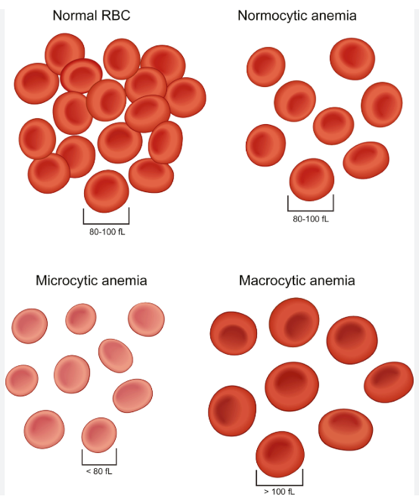 Normal RBC
Normocytic anemia
80-100 fL
80-100 fL
Microcytic anemia
Macrocytic anemia
< 80 fL
> 100 fL